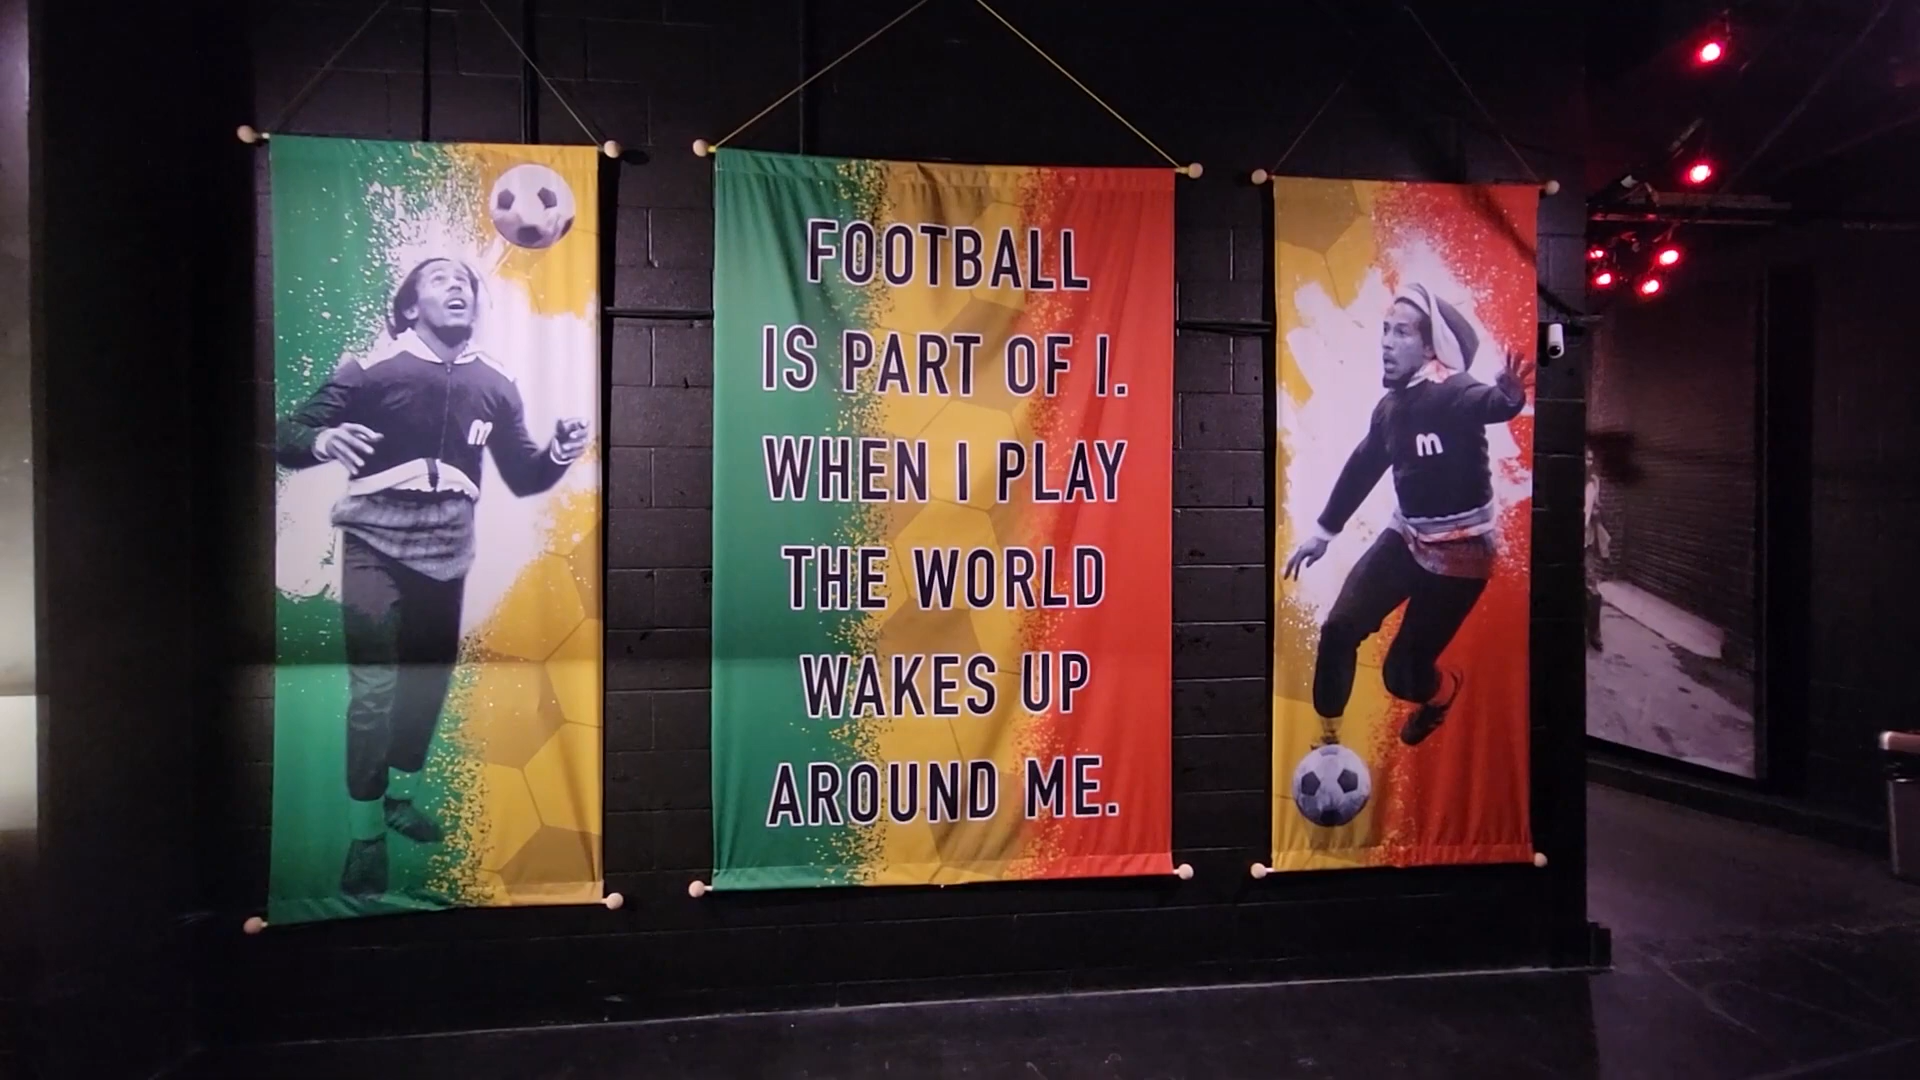 FOOTBALL
IS PART OF I.
WHEN I PLAY
THE WORLD
WAKES UP
AROUND ME.
m
m